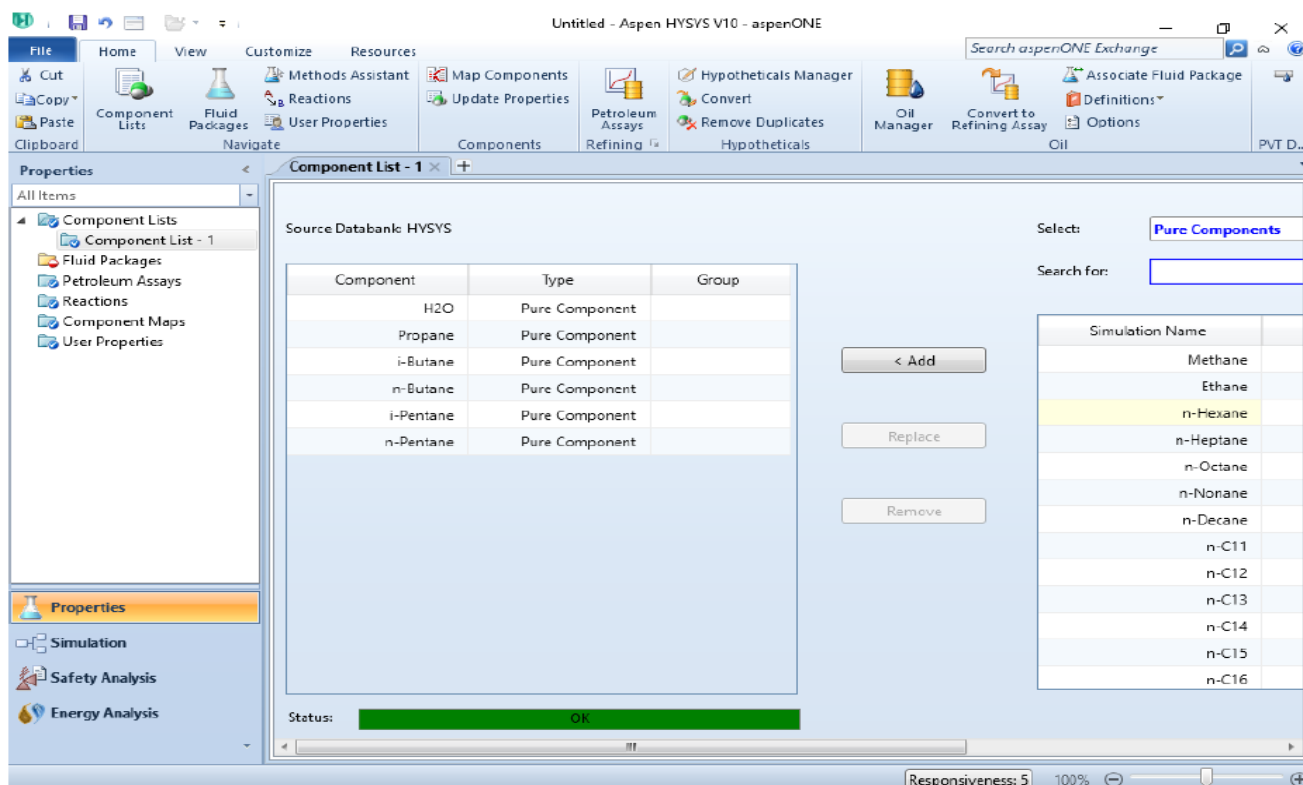 Untitled - Aspen HYSYS V10 - aspenONE
File Home View Customize Resources Search aspenONE Exchange
Cut
Copy
Paste
Clipboard
Component Lists
Fluid Packages
Methods Assistant
Reactions
User Properties
Navigate
Map Components
Update Properties
Components
Petroleum Assays
Refining
Hypotheticals Manager
Convert
Remove Duplicates
Hypotheticals
Oil Manager
Convert to Refining Assay
Associate Fluid Package
Definitions
Options
Oil
PVT D...
Properties
All Items
Component Lists
Component List - 1
Fluid Packages
Petroleum Assays
Reactions
Component Maps
User Properties
Properties
Simulation
Safety Analysis
Energy Analysis
Component List - 1
Source Databank: HYSYS
Component Type Group
H2O Pure Component
Propane Pure Component
i-Butane Pure Component
n-Butane Pure Component
i-Pentane Pure Component
n-Pentane Pure Component
Status: OK
< Add
Replace
Remove
Select: Pure Components
Search for:
Simulation Name
Methane
Ethane
n-Hexane
n-Heptane
n-Octane
n-Nonane
n-Decane
n-C11
n-C12
n-C13
n-C14
n-C15
n-C16
Responsiveness: 5 100%